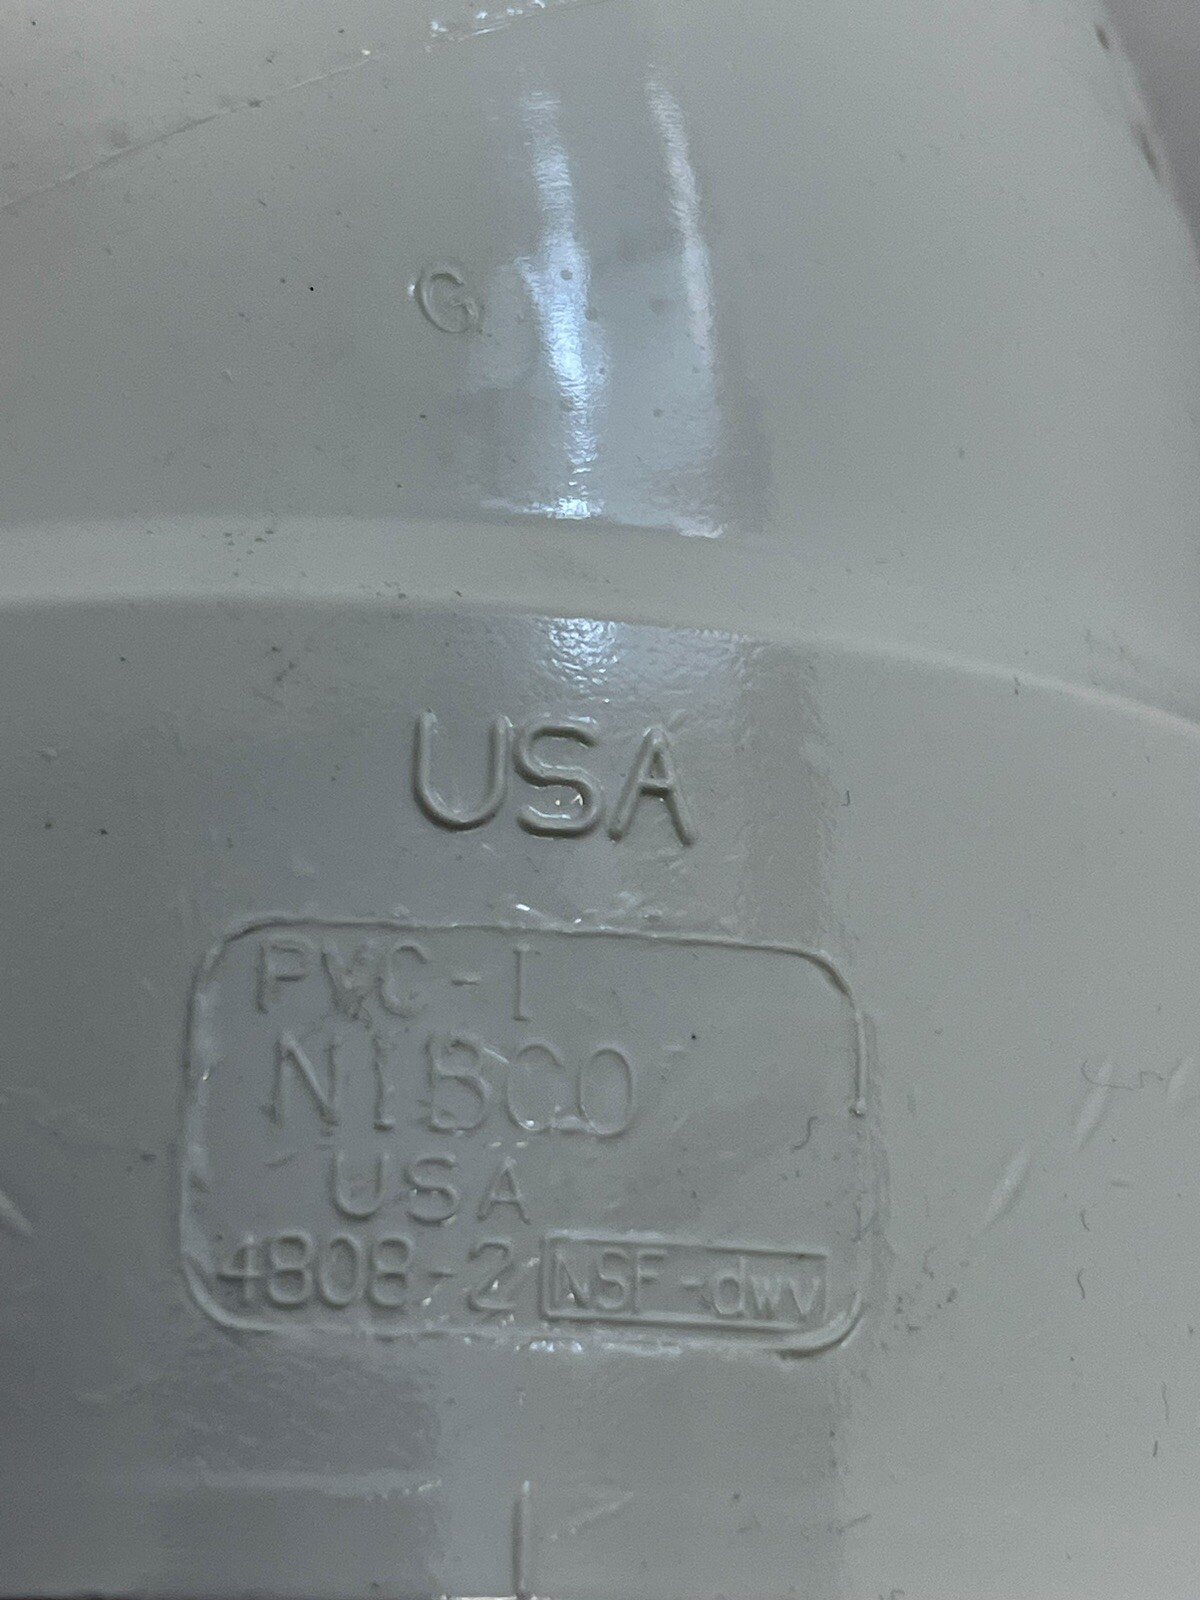 G
USA
PVC-I
NIBCO
USA
4808-2 NSF-dwv